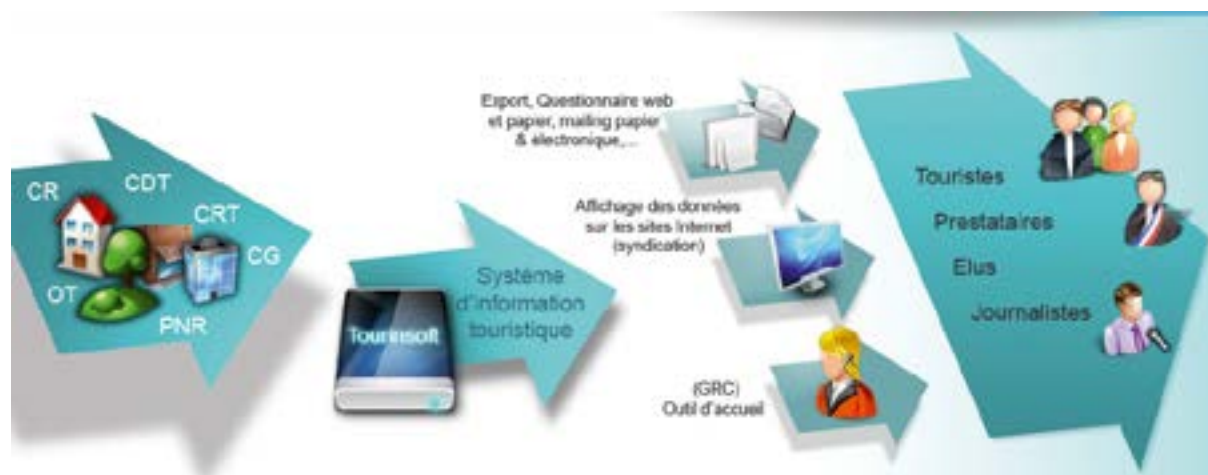 CR
CDT
CRT
CG
OT
PNR
Tourinsoft
Système
d'information
touristique
Export, Questionnaire web
et papier, mailing papier
& électronique,...
Affichage des données
sur les sites Internet
(syndication)
(GRC)
Outil d'accueil
Touristes
Prestataires
Elus
Journalistes